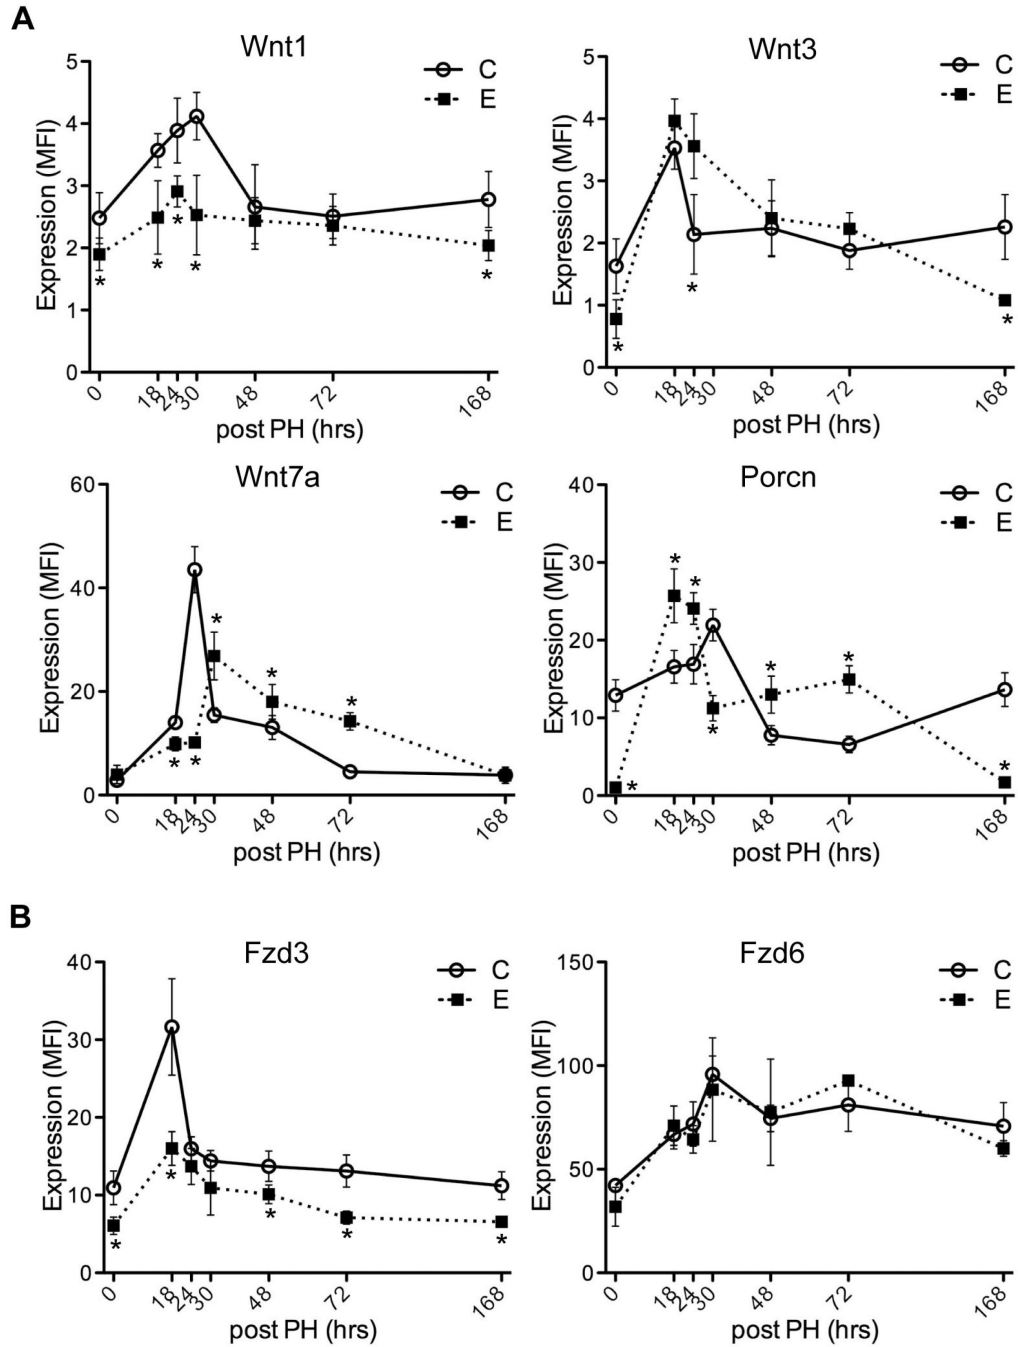 A
Wnt1
C
E
Expression (MFI)
5
4
3
2
1
0
0 18 24 30 48 72 168
post PH (hrs)
* * * * *
Wnt3
C
E
Expression (MFI)
5
4
3
2
1
0
0 18 24 30 48 72 168
post PH (hrs)
* * *
Wnt7a
C
E
Expression (MFI)
60
40
20
0
0 18 24 30 48 72 168
post PH (hrs)
* * * * *
Porcn
C
E
Expression (MFI)
40
30
20
10
0
0 18 24 30 48 72 168
post PH (hrs)
* * * * * * *
B
Fzd3
C
E
Expression (MFI)
40
30
20
10
0
0 18 24 30 48 72 168
post PH (hrs)
* * * * *
Fzd6
C
E
Expression (MFI)
150
100
50
0
0 18 24 30 48 72 168
post PH (hrs)